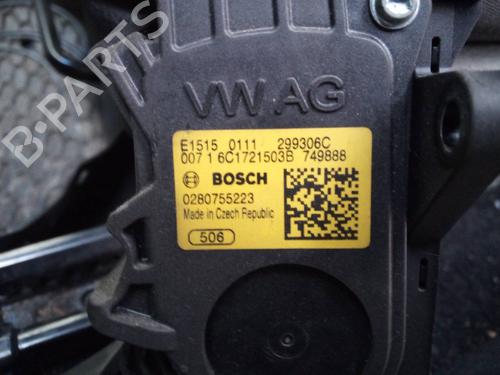 B-PARTS
VW AG
E1515 0111 299306C
007 1 6C1721503B 749888
BOSCH
0280755223
Made in Czech Republic
506